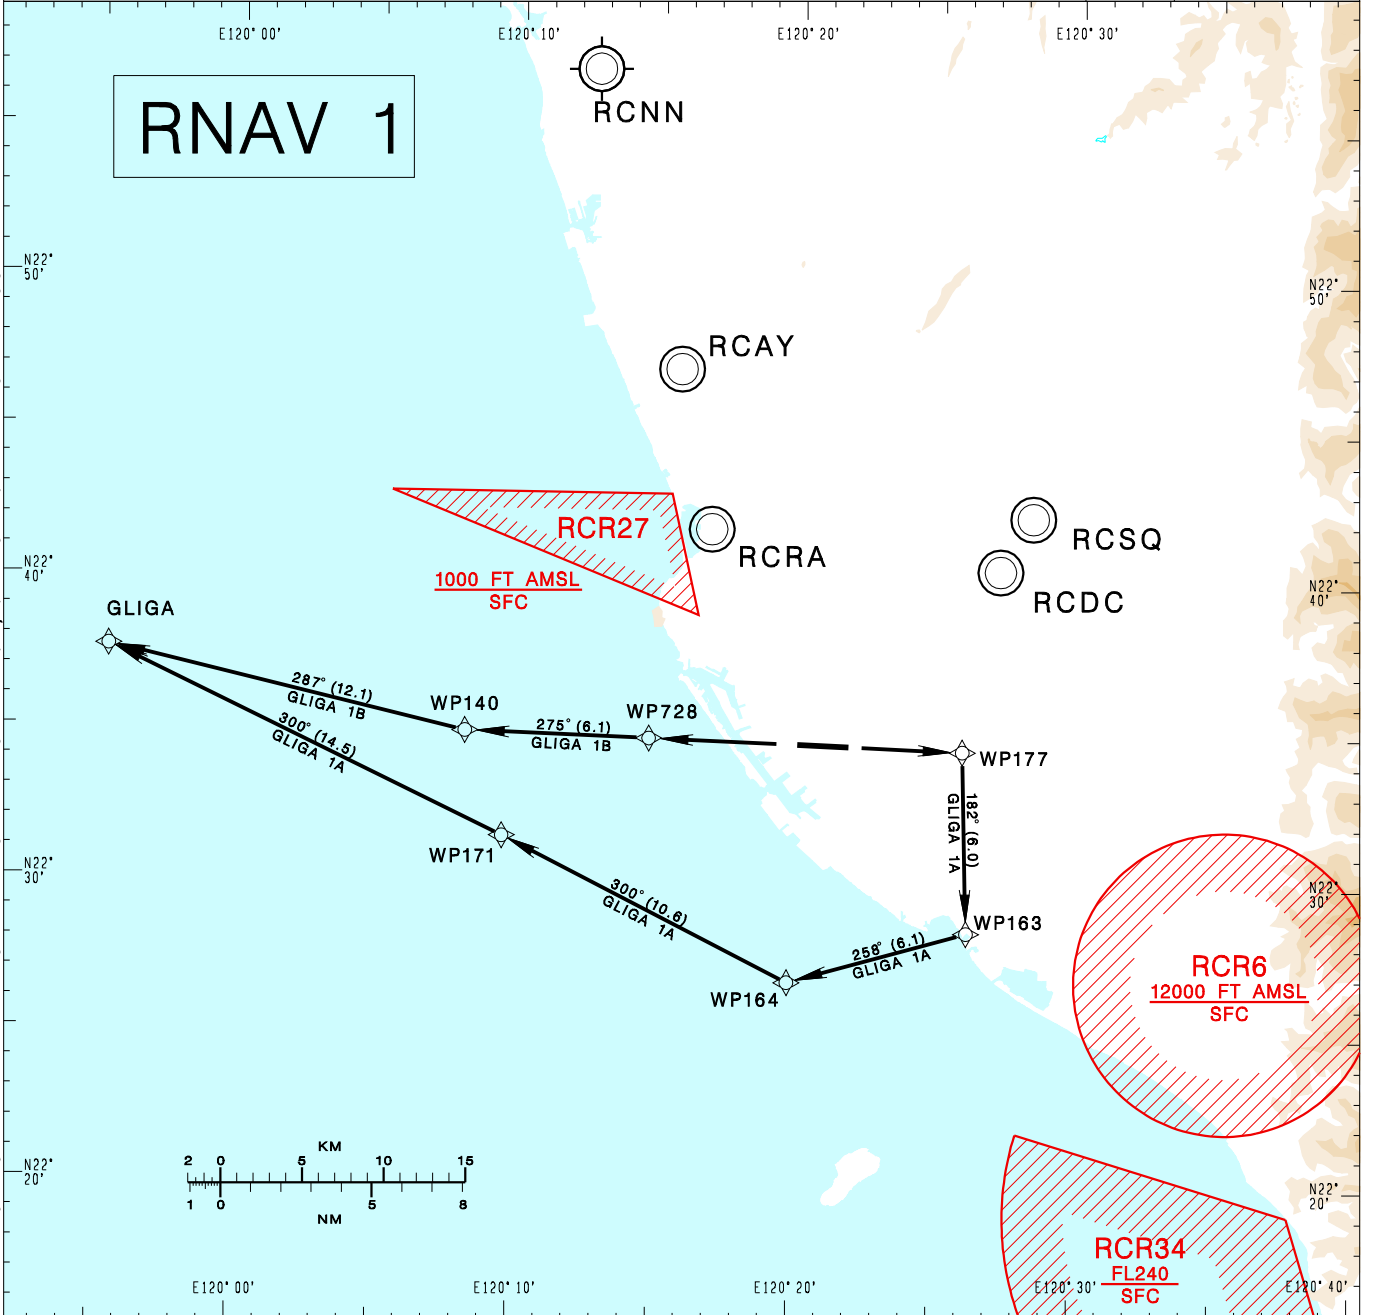 E120° 00'
E120° 10'
E120° 20'
E120° 30'
RNAV 1
RCNN
N22°
50'
N22°
50'
RCAY
RCR27
1000 FT AMSL
SFC
RCRA
RCSQ
RCDC
N22°
40'
N22°
40'
GLIGA
287° (12.1)
GLIGA 1B
WP140
275° (6.1)
GLIGA 1B
WP728
WP177
300° (14.5)
GLIGA 1A
182° (6.0)
GLIGA 1A
WP171
N22°
30'
N22°
30'
300° (10.6)
GLIGA 1A
WP163
258° (6.1)
GLIGA 1A
WP164
RCR6
12000 FT AMSL
SFC
KM
2 0 5 10 15
1 0 5 8
NM
N22°
20'
N22°
20'
RCR34
FL240
SFC
E120° 00'
E120° 10'
E120° 20'
E120° 30'
E120° 40'